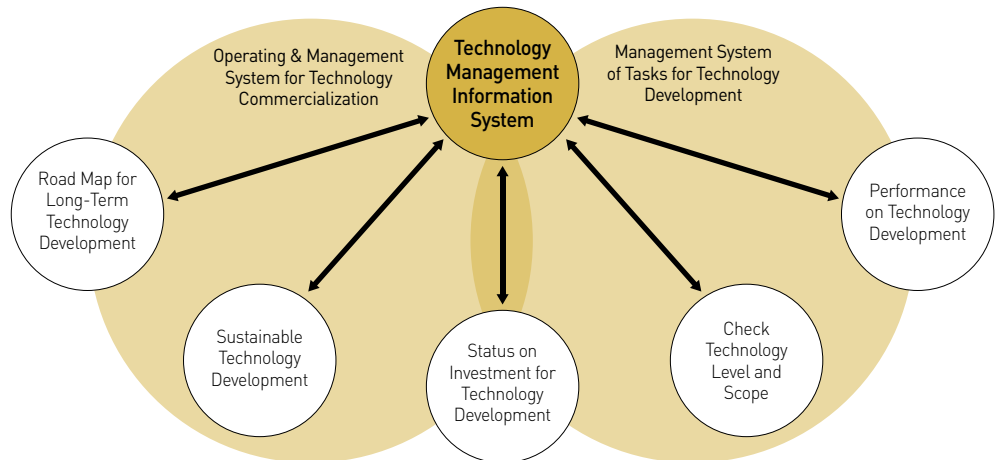 Operating & Management
System for Technology
Commercialization
Technology
Management
Information
System
Management System
of Tasks for Technology
Development
Road Map for
Long-Term
Technology
Development
Sustainable
Technology
Development
Status on
Investment for
Technology
Development
Check
Technology
Level and
Scope
Performance
on Technology
Development